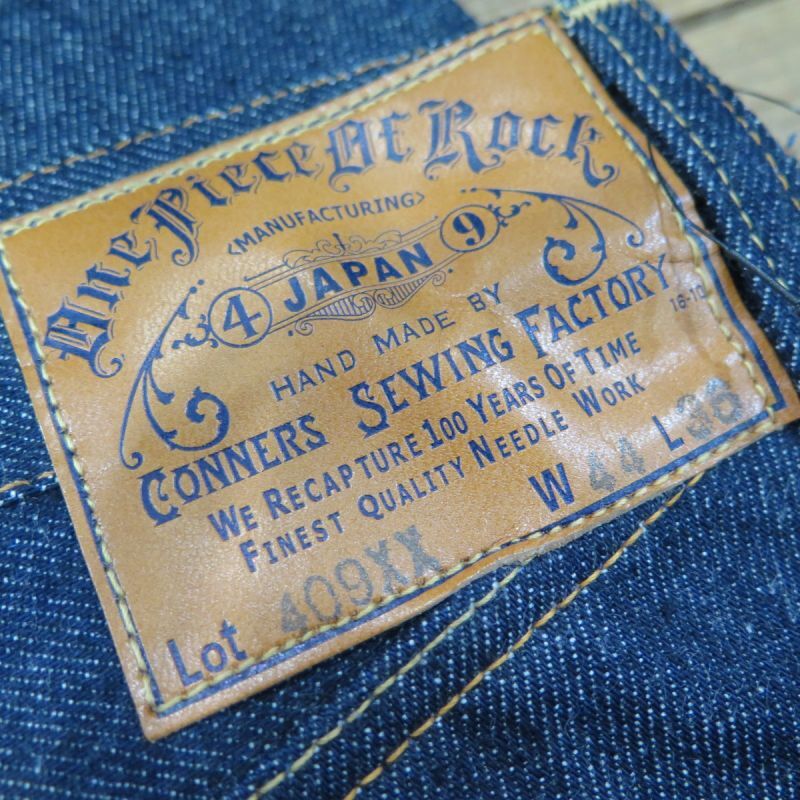 One Piece Of Rock
<MANUFACTURING>
4 JAPAN 9
HAND MADE BY
CONNERS SEWING FACTORY
WE RECAPTURE 100 YEARS OF TIME
FINEST QUALITY NEEDLE WORK
W 44 L
Lot 409XX